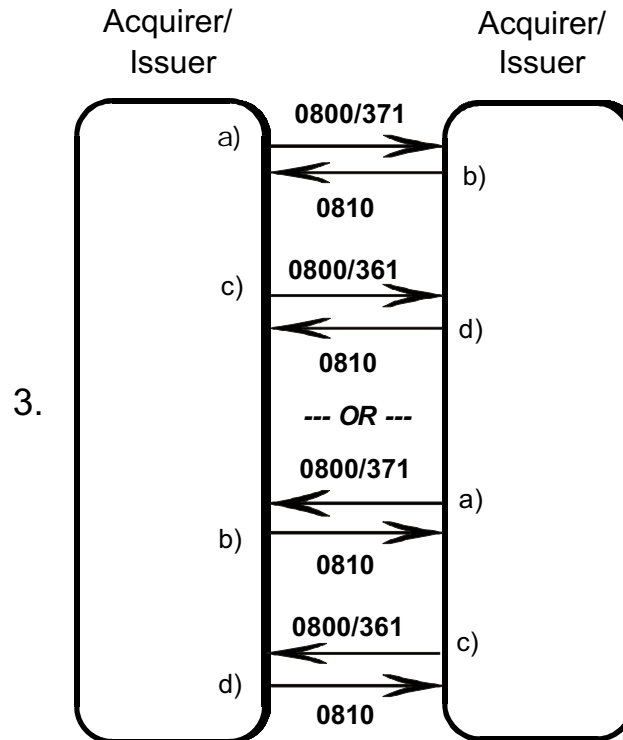 Acquirer/
Issuer
Acquirer/
Issuer
0800/371
a)
b)
0810
0800/361
c)
d)
0810
3.
--- OR ---
0800/371
a)
b)
0810
0800/361
c)
d)
0810